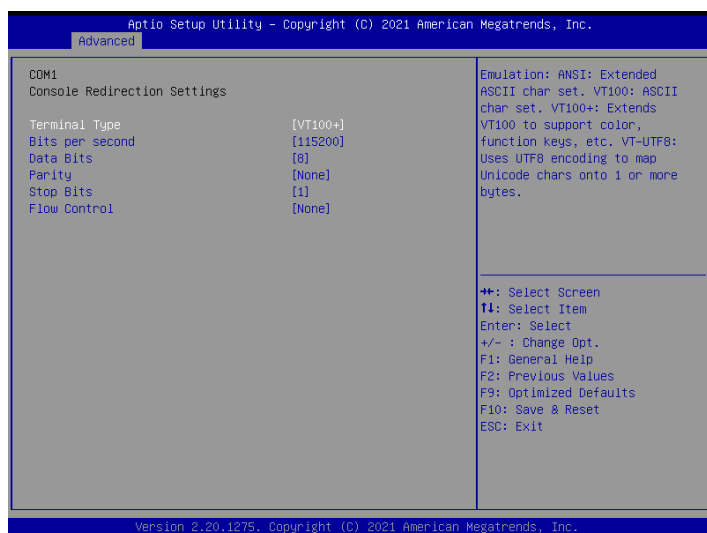 Aptio Setup Utility – Copyright (C) 2021 American Megatrends, Inc.
Advanced
COM1
Console Redirection Settings
Terminal Type [VT100+]
Bits per second [115200]
Data Bits [8]
Parity [None]
Stop Bits [1]
Flow Control [None]
Emulation: ANSI: Extended
ASCII char set. VT100: ASCII
char set. VT100+: Extends
VT100 to support color,
function keys, etc. VT-UTF8:
Uses UTF8 encoding to map
Unicode chars onto 1 or more
bytes.
→←: Select Screen
↑↓: Select Item
Enter: Select
+/- : Change Opt.
F1: General Help
F2: Previous Values
F9: Optimized Defaults
F10: Save & Reset
ESC: Exit
Version 2.20.1275. Copyright (C) 2021 American Megatrends, Inc.